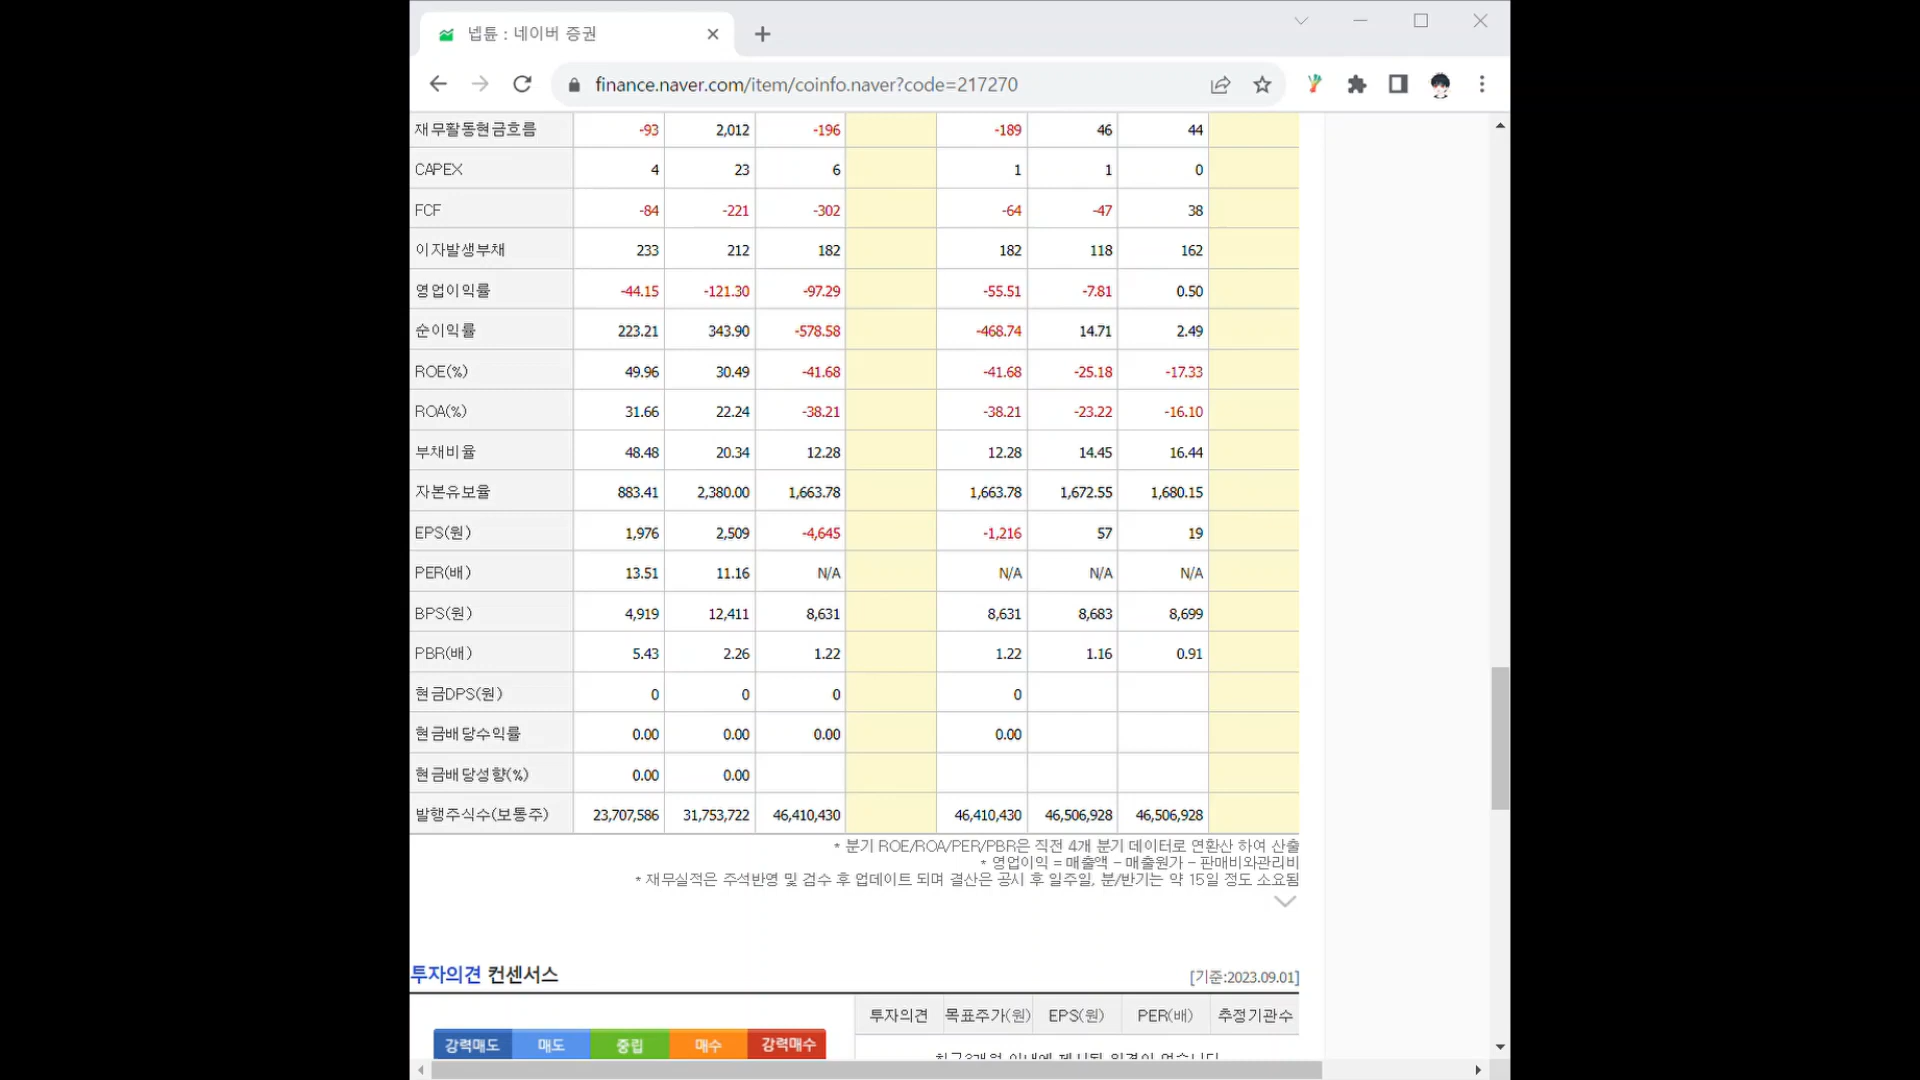 넵튠 : 네이버 증권
finance.naver.com/item/coinfo.naver?code=217270
재무활동현금흐름 -93 2,012 -196 -189 46 44
CAPEX 4 23 6 1 1 0
FCF -84 -221 -302 -64 -47 38
이자발생부채 233 212 182 182 118 162
영업이익률 -44.15 -121.30 -97.29 -55.51 -7.81 0.50
순이익률 223.21 343.90 -578.58 -468.74 14.71 2.49
ROE(%) 49.96 30.49 -41.68 -41.68 -25.18 -17.33
ROA(%) 31.66 22.24 -38.21 -38.21 -23.22 -16.10
부채비율 48.48 20.34 12.28 12.28 14.45 16.44
자본유보율 883.41 2,380.00 1,663.78 1,663.78 1,672.55 1,680.15
EPS(원) 1,976 2,509 -4,645 -1,216 57 19
PER(배) 13.51 11.16 N/A N/A N/A N/A
BPS(원) 4,919 12,411 8,631 8,631 8,683 8,699
PBR(배) 5.43 2.26 1.22 1.22 1.16 0.91
현금DPS(원) 0 0 0 0
현금배당수익률 0.00 0.00 0.00 0.00
현금배당성향(%) 0.00 0.00
발행주식수(보통주) 23,707,586 31,753,722 46,410,430 46,410,430 46,506,928 46,506,928
* 분기 ROE/ROA/PER/PBR은 직전 4개 분기 데이터로 연환산 하여 산출
* 영업이익 = 매출액 - 매출원가 - 판매비와관리비
* 재무실적은 주석반영 및 검수 후 업데이트 되며 결산은 공시 후 일주일, 분/반기는 약 15일 정도 소요됨
투자의견 컨센서스 [기준:2023.09.01]
투자의견 목표주가(원) EPS(원) PER(배) 추정기관수
강력매도 매도 중립 매수 강력매수